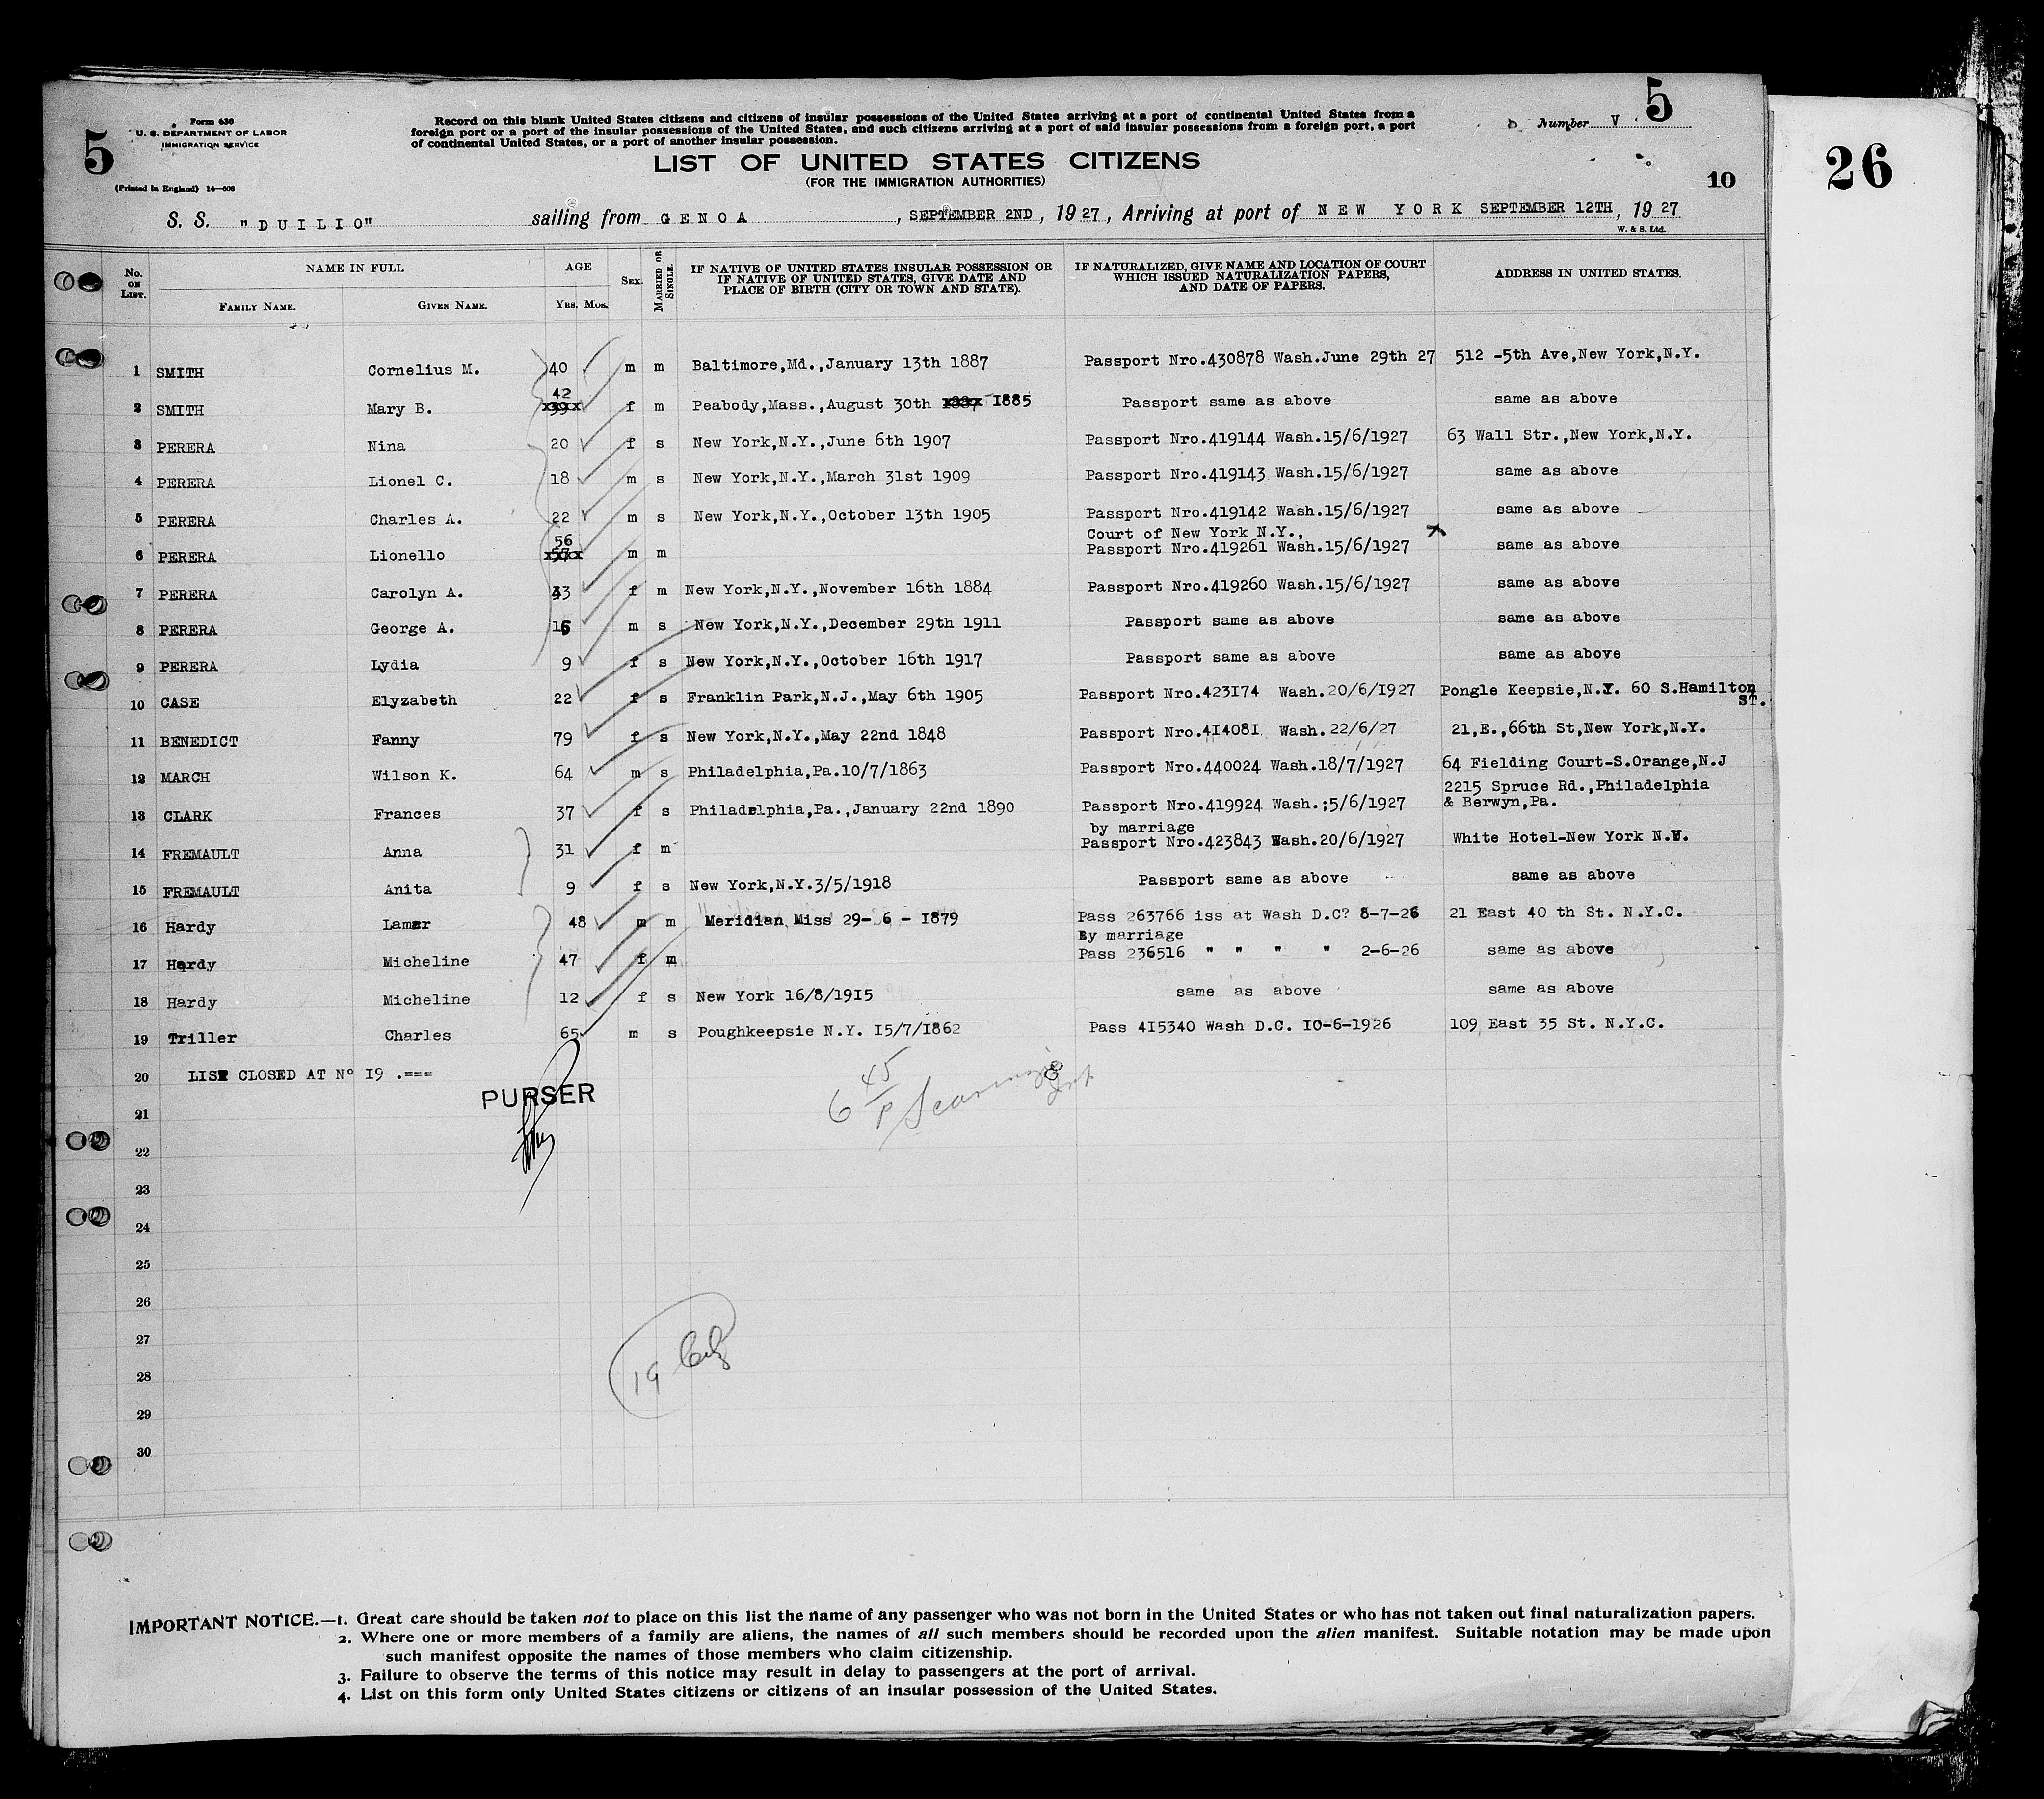 5
Form 630
U. S. DEPARTMENT OF LABOR
IMMIGRATION SERVICE
(Printed in England) 14—608
Record on this blank United States citizens and citizens of insular possessions of the United States arriving at a port of continental United States from a
foreign port or a port of the insular possessions of the United States, and such citizens arriving at a port of said insular possessions from a foreign port, a port
of continental United States, or a port of another insular possession.
LIST OF UNITED STATES CITIZENS
(FOR THE IMMIGRATION AUTHORITIES)
Number V 5
10
26
S. S. "DUILIO" sailing from GENOA, SEPTEMBER 2ND, 1927, Arriving at port of NEW YORK SEPTEMBER 12TH, 1927
W. & S. Ltd.
No. ON LIST. NAME IN FULL AGE SEX. MARRIED OR SINGLE. IF NATIVE OF UNITED STATES INSULAR POSSESSION OR IF NATIVE OF UNITED STATES, GIVE DATE AND PLACE OF BIRTH (CITY OR TOWN AND STATE). IF NATURALIZED, GIVE NAME AND LOCATION OF COURT WHICH ISSUED NATURALIZATION PAPERS, AND DATE OF PAPERS. ADDRESS IN UNITED STATES.
FAMILY NAME. GIVEN NAME. YRS. MOS.
1 SMITH Cornelius M. 40 m m Baltimore,Md.,January 13th 1887 Passport Nro.430878 Wash.June 29th 27 512 -5th Ave,New York,N.Y.
42
2 SMITH Mary B. f m Peabody,Mass.,August 30th 1885 Passport same as above same as above
3 PERERA Nina 20 f s New York,N.Y.,June 6th 1907 Passport Nro.419144 Wash.15/6/1927 63 Wall Str.,New York,N.Y.
4 PERERA Lionel C. 18 m s New York,N.Y.,March 31st 1909 Passport Nro.419143 Wash.15/6/1927 same as above
5 PERERA Charles A. 22 m s New York,N.Y.,October 13th 1905 Passport Nro.419142 Wash.15/6/1927 same as above
56 Court of New York N.Y.,
6 PERERA Lionello m m Passport Nro.419261 Wash.15/6/1927 same as above
7 PERERA Carolyn A. 43 f m New York,N.Y.,November 16th 1884 Passport Nro.419260 Wash.15/6/1927 same as above
8 PERERA George A. 15 m s New York,N.Y.,December 29th 1911 Passport same as above same as above
9 PERERA Lydia 9 f s New York,N.Y.,October 16th 1917 Passport same as above same as above
10 CASE Elyzabeth 22 f s Franklin Park,N.J.,May 6th 1905 Passport Nro.423I74 Wash.20/6/I927 Pongle Keepsie,N.Y. 60 S.Hamilton
ST.
11 BENEDICT Fanny 79 f s New York,N.Y.,May 22nd 1848 Passport Nro.4I408I Wash.22/6/27 21,E.,66th St,New York,N.Y.
12 MARCH Wilson K. 64 m s Philadelphia,Pa.10/7/1863 Passport Nro.440024 Wash.18/7/1927 64 Fielding Court-S.Orange,N.J
2215 Spruce Rd.,Philadelphia
13 CLARK Frances 37 f s Philadelphia,Pa.,January 22nd 1890 Passport Nro.419924 Wash.;5/6/1927 & Berwyn,Pa.
by marriage
14 FREMAULT Anna 31 f m Passport Nro.423843 Wash.20/6/1927 White Hotel-New York N.Y.
15 FREMAULT Anita 9 f s New York,N.Y.3/5/1918 Passport same as above same as above
16 Hardy Lamar 48 m m Meridian Miss 29- 6 - I879 Pass 263766 iss at Wash D.C? 8-7-26 21 East 40 th St. N.Y.C.
By marriage
17 Hardy Micheline 47 f m Pass 236516 " " " " 2-6-26 same as above
18 Hardy Micheline 12 f s New York 16/8/1915 same as above same as above
19 Triller Charles 65 m s Poughkeepsie N.Y. I5/7/I862 Pass 4I5340 Wash D.C. IO-6-1926 109 East 35 St. N.Y.C.
20 LIST CLOSED AT Nº I9 .===
PURSER
6 45/P
21
22
23
24
25
26
27
19
28
29
30
IMPORTANT NOTICE.—1. Great care should be taken not to place on this list the name of any passenger who was not born in the United States or who has not taken out final naturalization papers.
2. Where one or more members of a family are aliens, the names of all such members should be recorded upon the alien manifest. Suitable notation may be made upon
such manifest opposite the names of those members who claim citizenship.
3. Failure to observe the terms of this notice may result in delay to passengers at the port of arrival.
4. List on this form only United States citizens or citizens of an insular possession of the United States.